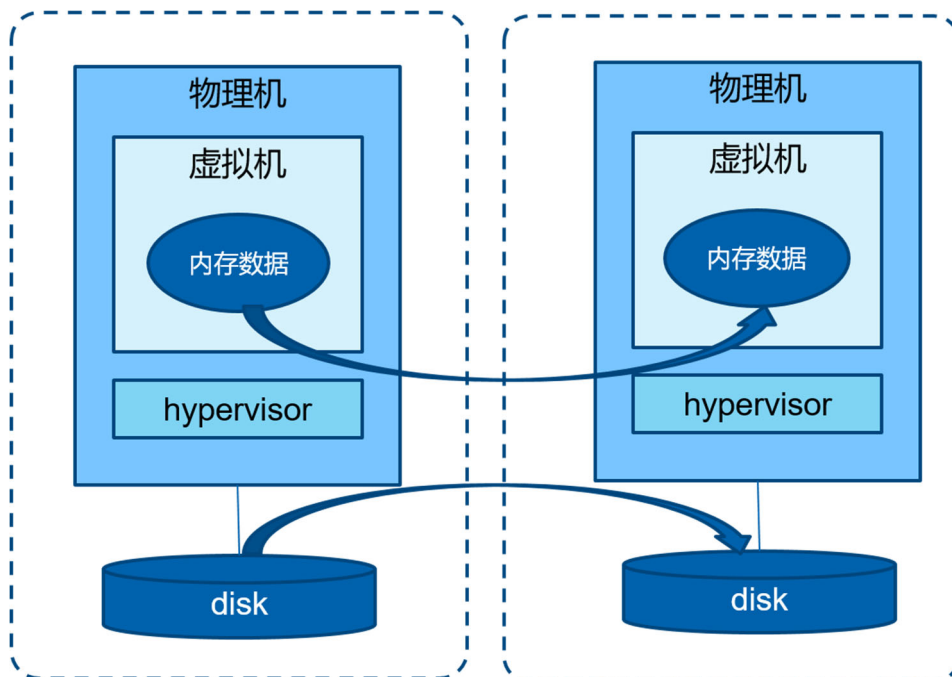 物理机
虚拟机
内存数据
hypervisor
disk
物理机
虚拟机
内存数据
hypervisor
disk